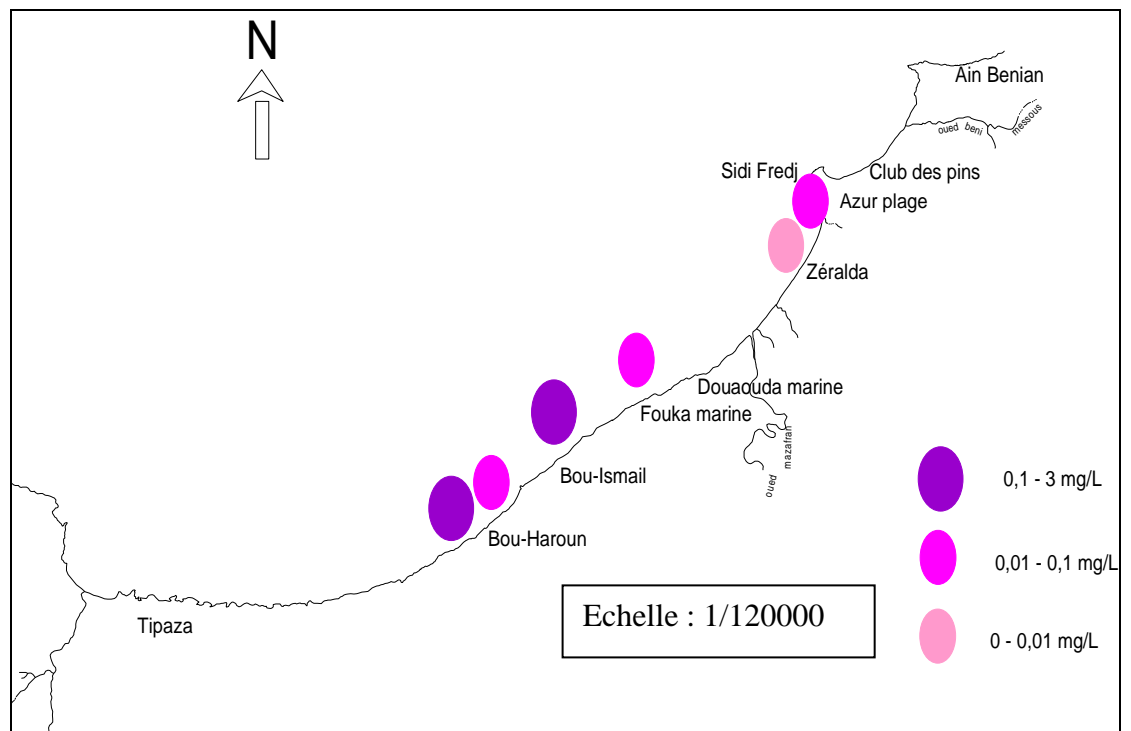 N
Ain Benian
oued beni messous
Sidi Fredj
Club des pins
Azur plage
Zéralda
Douaouda marine
Fouka marine
oued mazafran
Bou-Ismail
Bou-Haroun
Tipaza
0,1 - 3 mg/L
0,01 - 0,1 mg/L
0 - 0,01 mg/L
Echelle : 1/120000